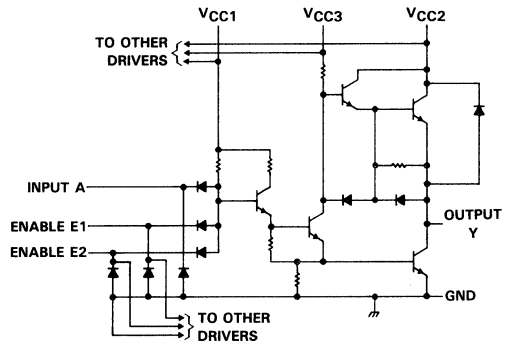 VCC1
VCC3
VCC2
TO OTHER
DRIVERS
INPUT A
ENABLE E1
ENABLE E2
OUTPUT
Y
GND
TO OTHER
DRIVERS